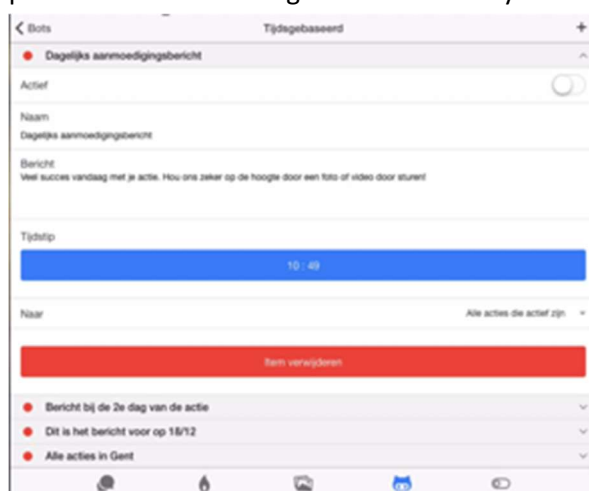 Bots
Tijdsgebaseerd
+
Dagelijks aanmoedigingsbericht
Actief
Naam
Dagelijks aanmoedigingsbericht
Bericht
Veel succes vandaag met je actie. Hou ons zeker op de hoogte door een foto of video door sturen!
Tijdstip
10 : 49
Naar
Alle acties die actief zijn
Item verwijderen
Bericht bij de 2e dag van de actie
Dit is het bericht voor op 18/12
Alle acties in Gent